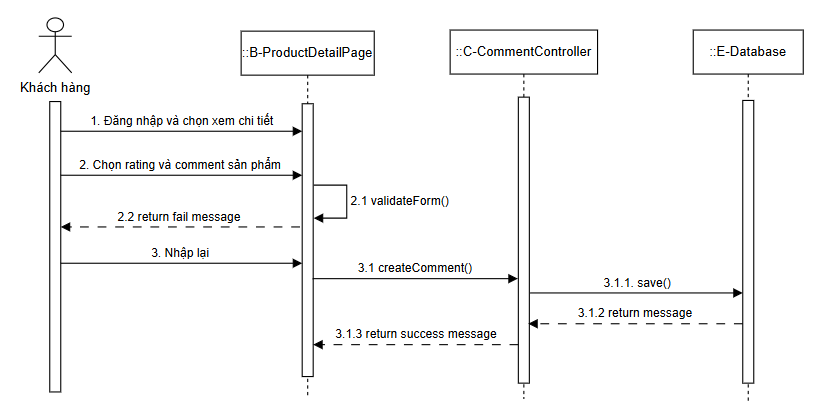 ::B-ProductDetailPage
::C-CommentController
::E-Database
Khách hàng
1. Đăng nhập và chọn xem chi tiết
2. Chọn rating và comment sản phẩm
2.1 validateForm()
2.2 return fail message
3. Nhập lại
3.1 createComment()
3.1.1. save()
3.1.2 return message
3.1.3 return success message